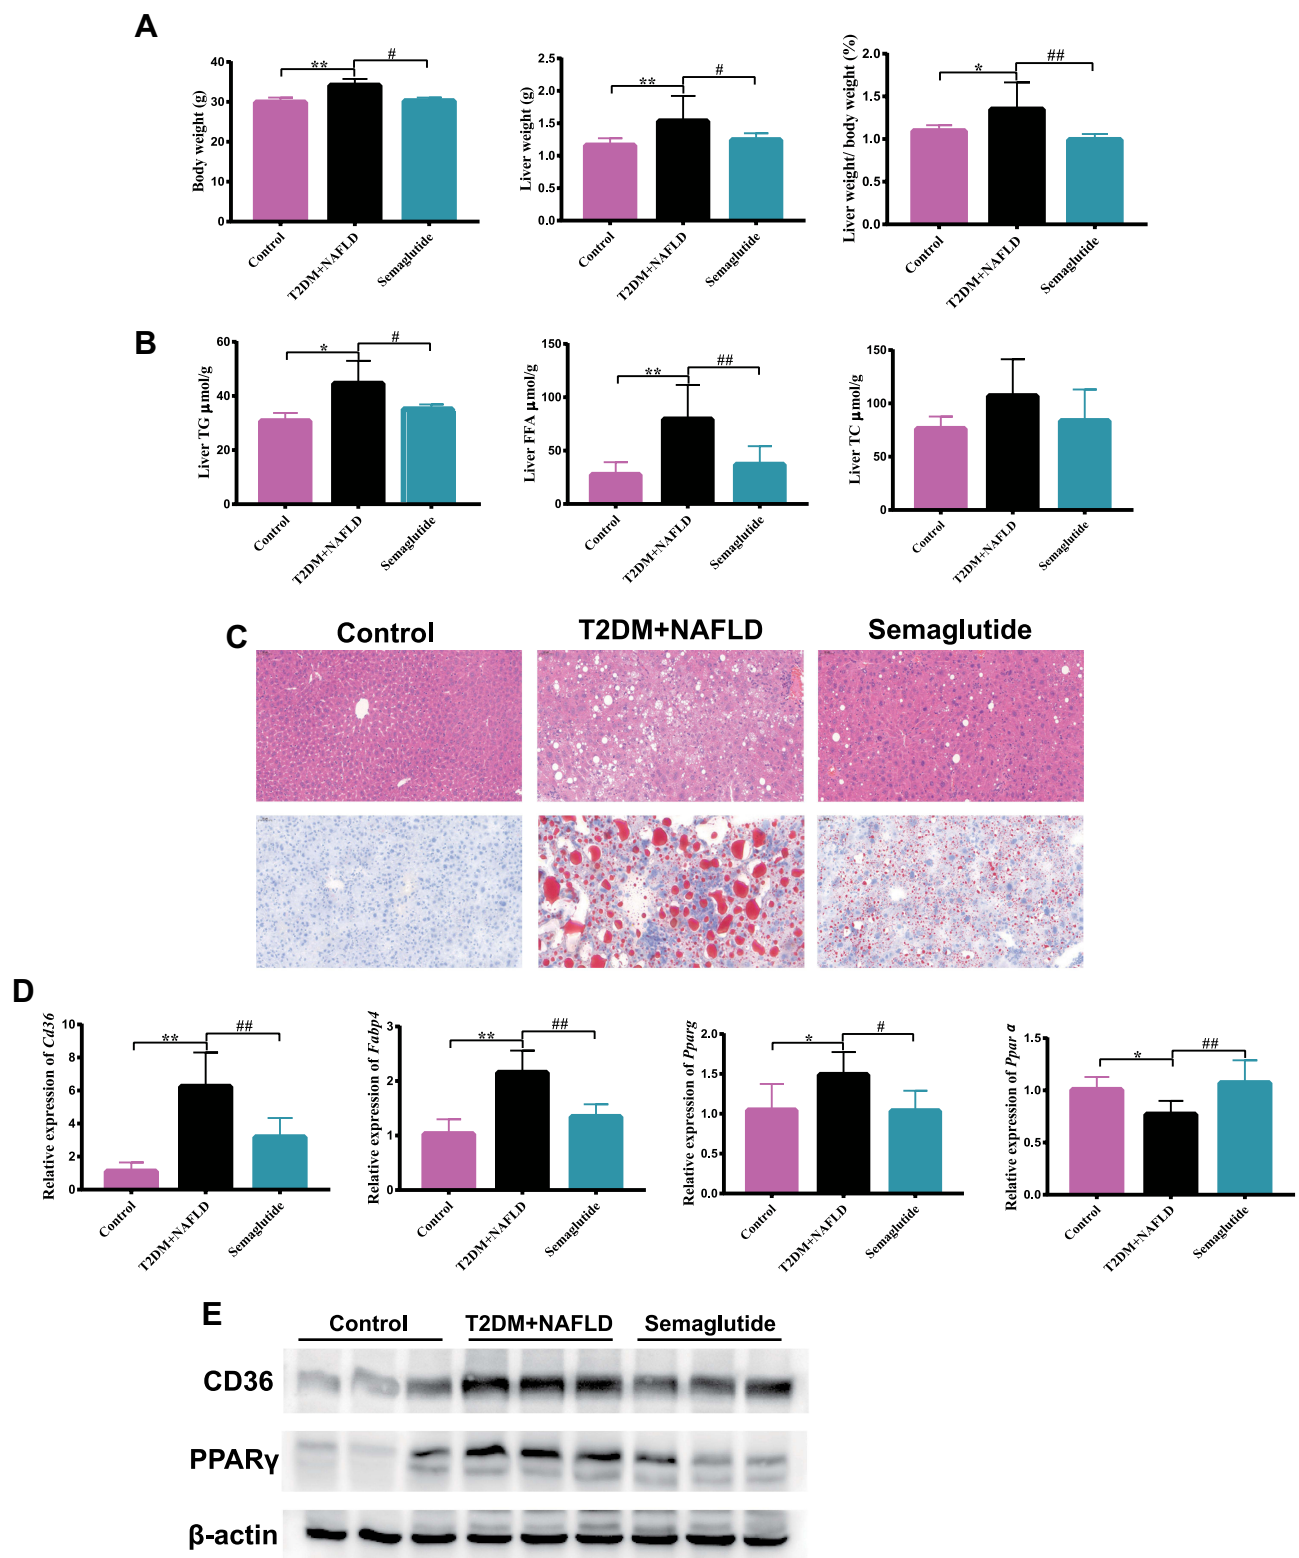 A
Body weight (g)
40
30
20
10
0
**
#
Control
T2DM+NAFLD
Semaglutide
Liver weight (g)
2.5
2.0
1.5
1.0
0.5
0.0
**
#
Control
T2DM+NAFLD
Semaglutide
Liver weight/ body weight (%)
2.0
1.5
1.0
0.5
0.0
*
##
Control
T2DM+NAFLD
Semaglutide
B
Liver TG μmol/g
60
40
20
0
*
#
Control
T2DM+NAFLD
Semaglutide
Liver FFA μmol/g
150
100
50
0
**
##
Control
T2DM+NAFLD
Semaglutide
Liver TC μmol/g
150
100
50
0
Control
T2DM+NAFLD
Semaglutide
C
Control
T2DM+NAFLD
Semaglutide
D
Relative expression of Cd36
10
8
6
4
2
0
**
##
Control
T2DM+NAFLD
Semaglutide
Relative expression of Fabp4
3
2
1
0
**
##
Control
T2DM+NAFLD
Semaglutide
Relative expression of Pparg
2.0
1.5
1.0
0.5
0.0
*
#
Control
T2DM+NAFLD
Semaglutide
Relative expression of Ppar α
1.5
1.0
0.5
0.0
*
##
Control
T2DM+NAFLD
Semaglutide
E
Control
T2DM+NAFLD
Semaglutide
CD36
PPARγ
β-actin